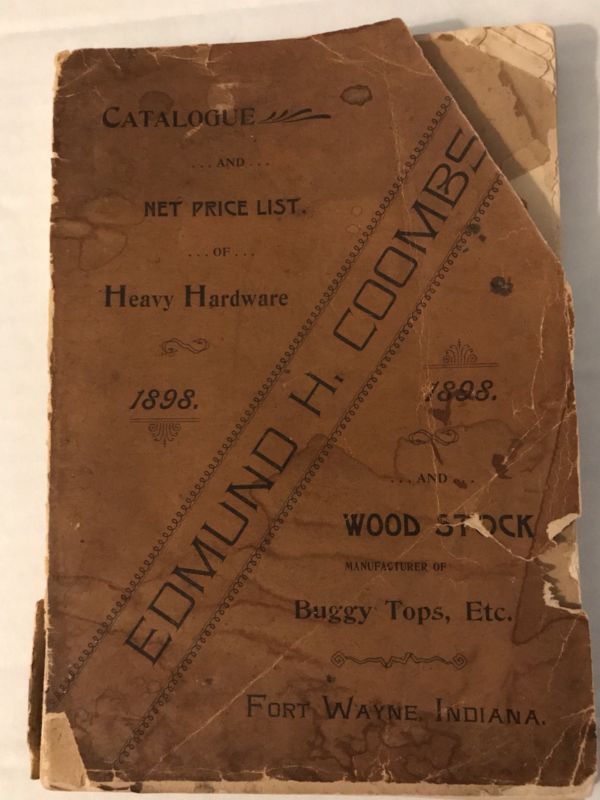 CATALOGUE
...AND...
NET PRICE LIST.
...OF...
Heavy Hardware
1898.
EDMUND H. COOMBS
1898.
...AND...
WOOD STOCK
MANUFACTURER OF
Buggy Tops, Etc.
FORT WAYNE, INDIANA.